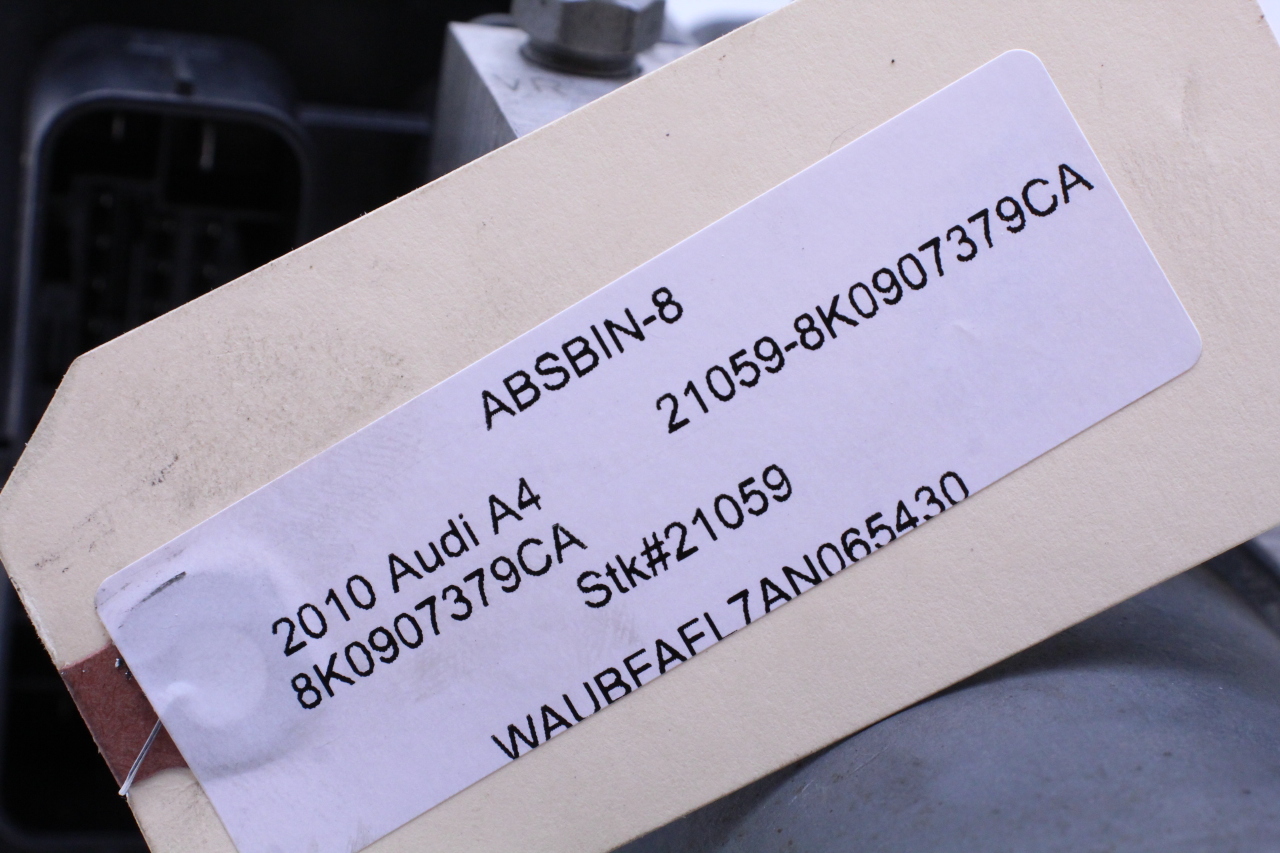 ABSBIN-8
21059-8K0907379CA
2010 Audi A4
8K0907379CA
Stk#21059
WAUBFAFL7AN065430